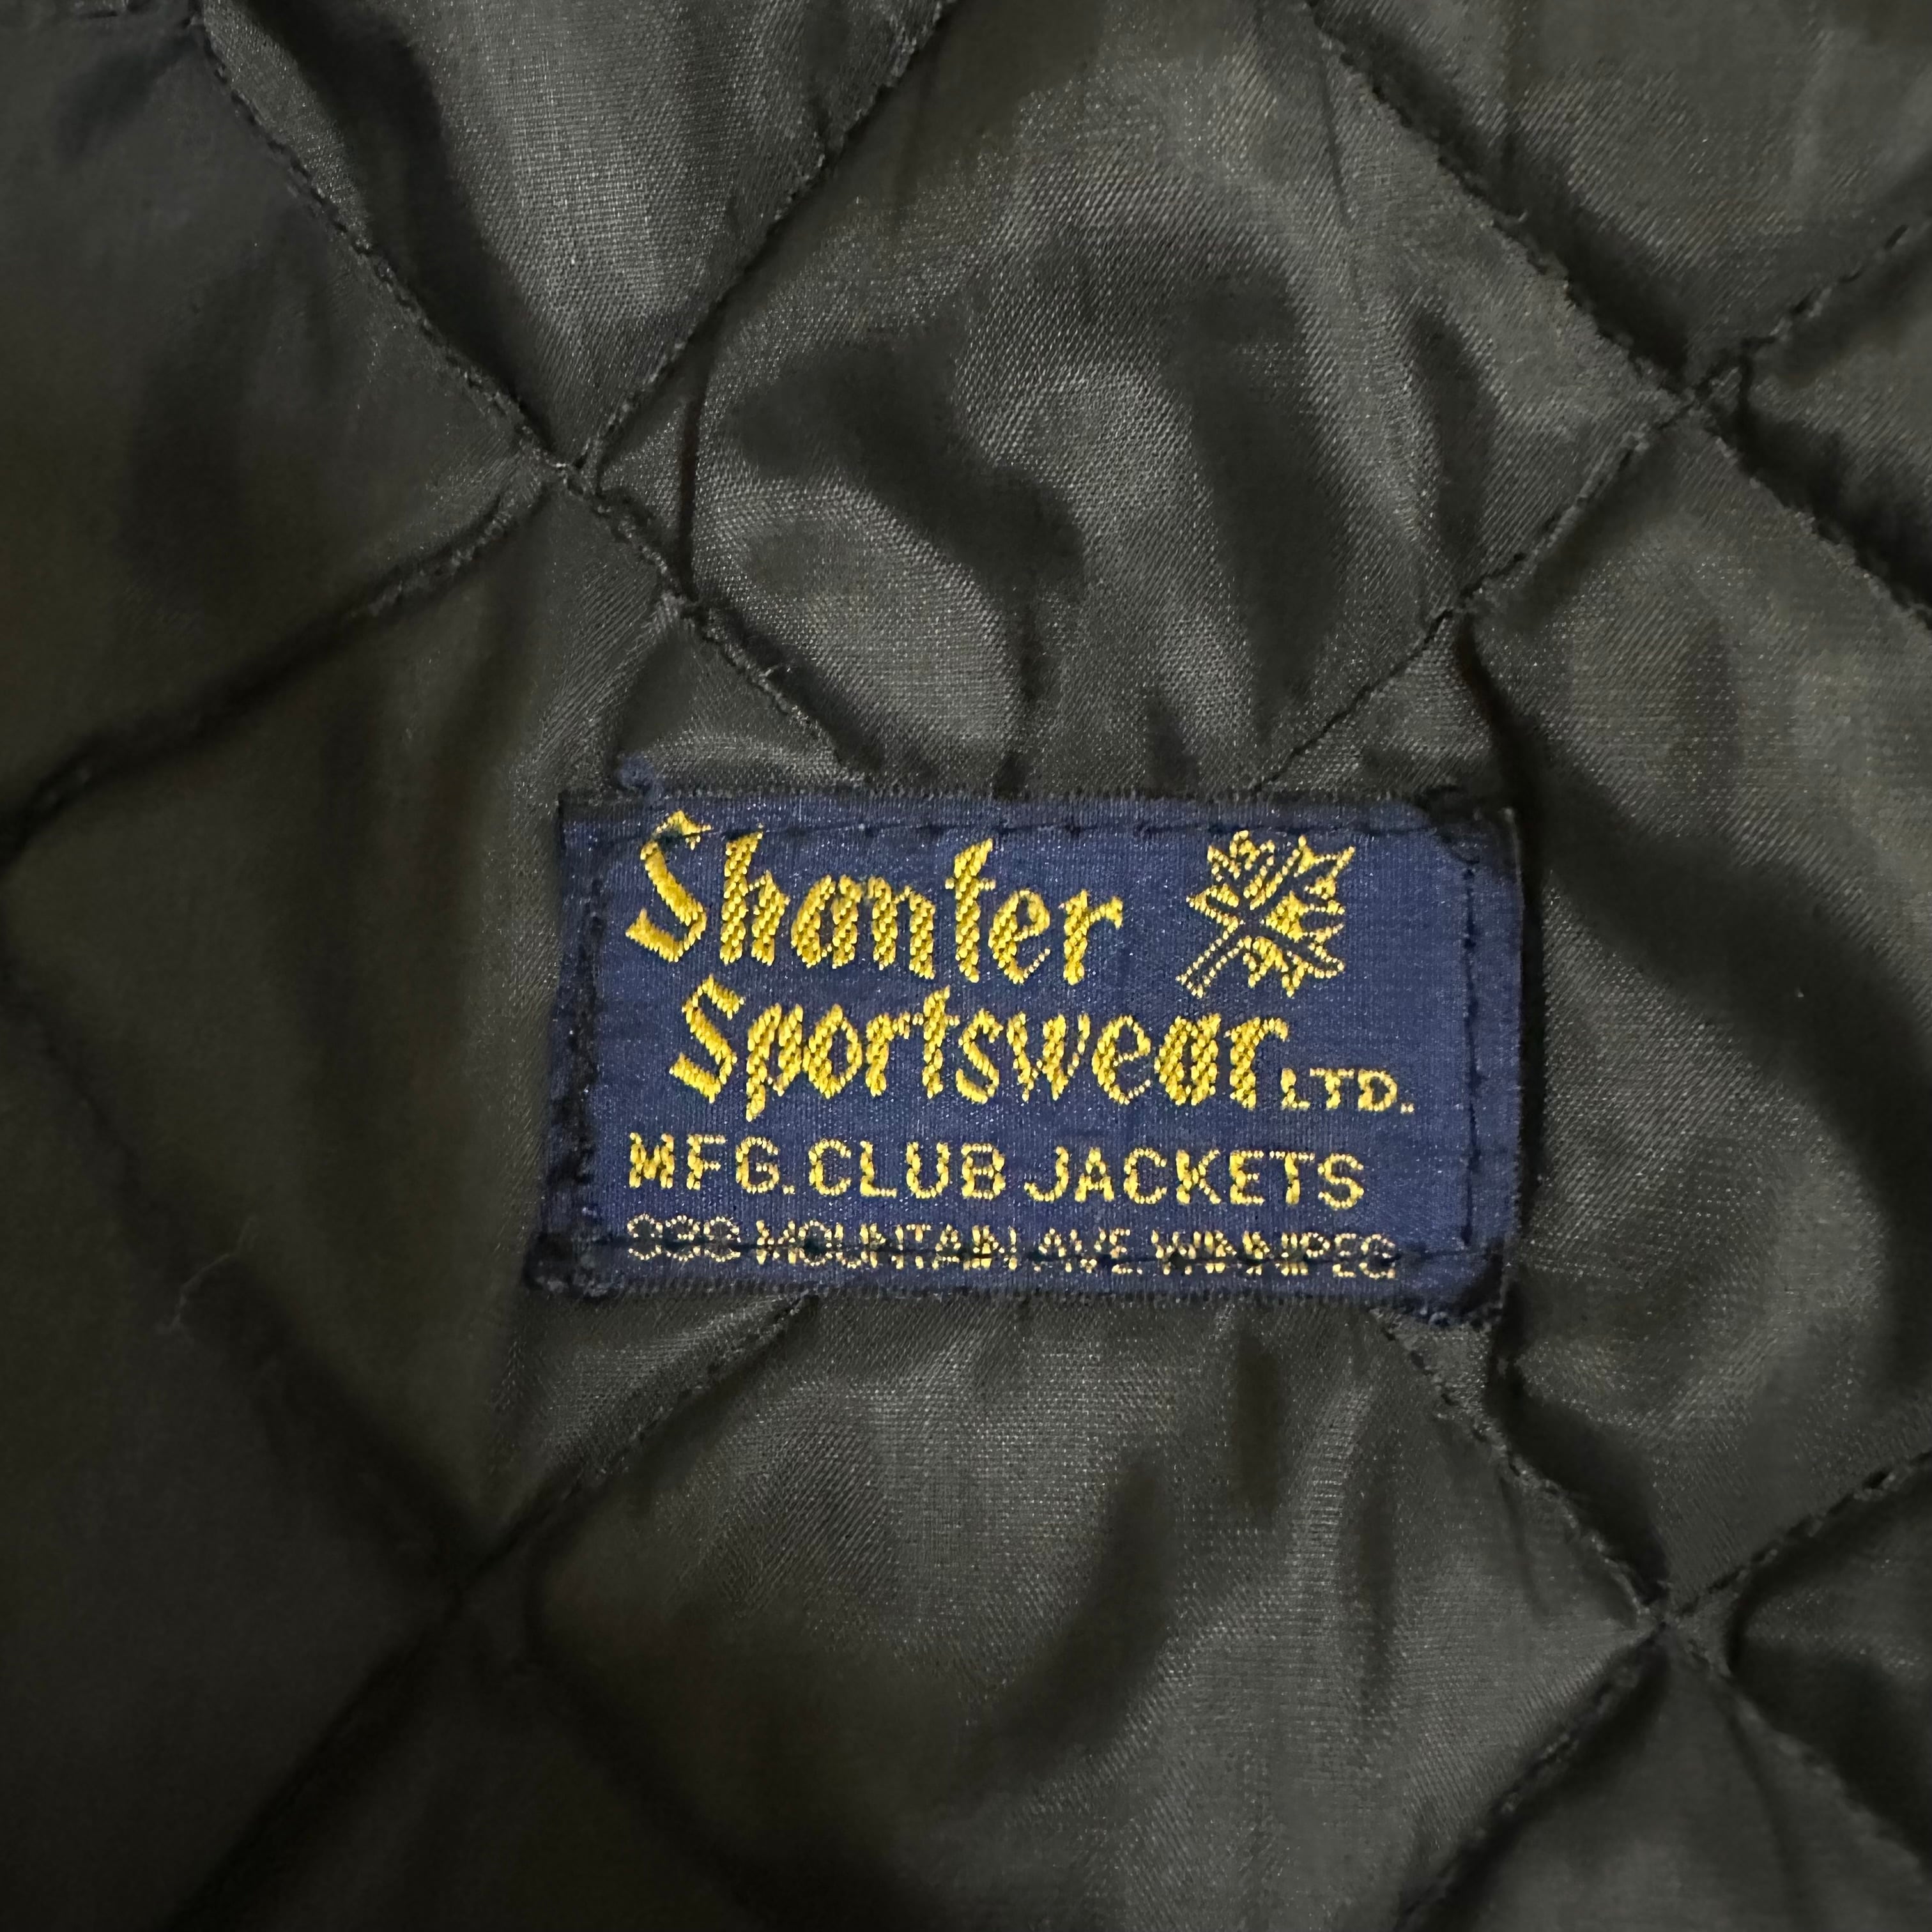 Shanter
Sportswear LTD.
MFG. CLUB JACKETS
MOUNTAIN AVE. WINNIPEG